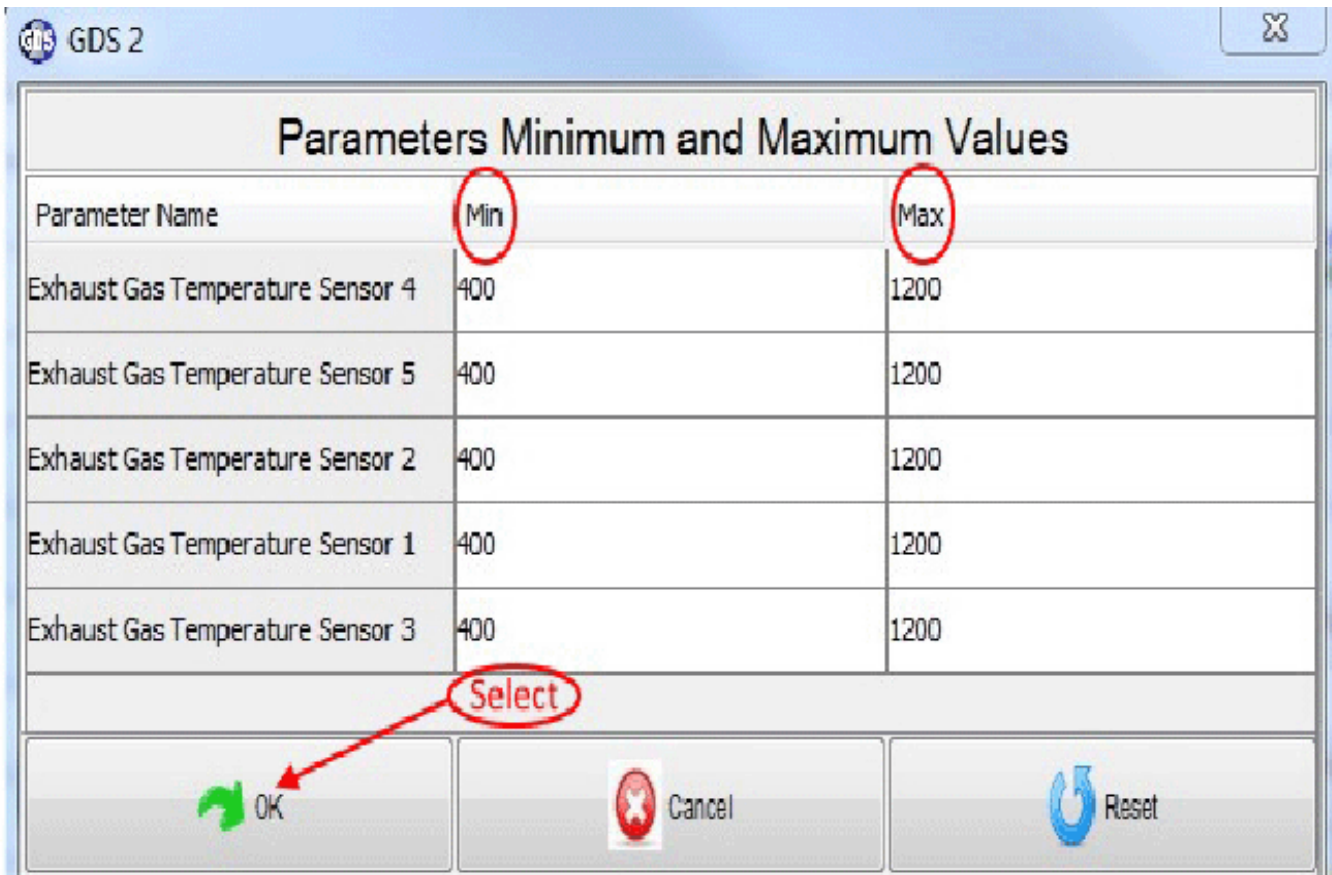 GDS GDS 2
Parameters Minimum and Maximum Values
Parameter Name Min Max
Exhaust Gas Temperature Sensor 4 400 1200
Exhaust Gas Temperature Sensor 5 400 1200
Exhaust Gas Temperature Sensor 2 400 1200
Exhaust Gas Temperature Sensor 1 400 1200
Exhaust Gas Temperature Sensor 3 400 1200
Select
OK Cancel Reset